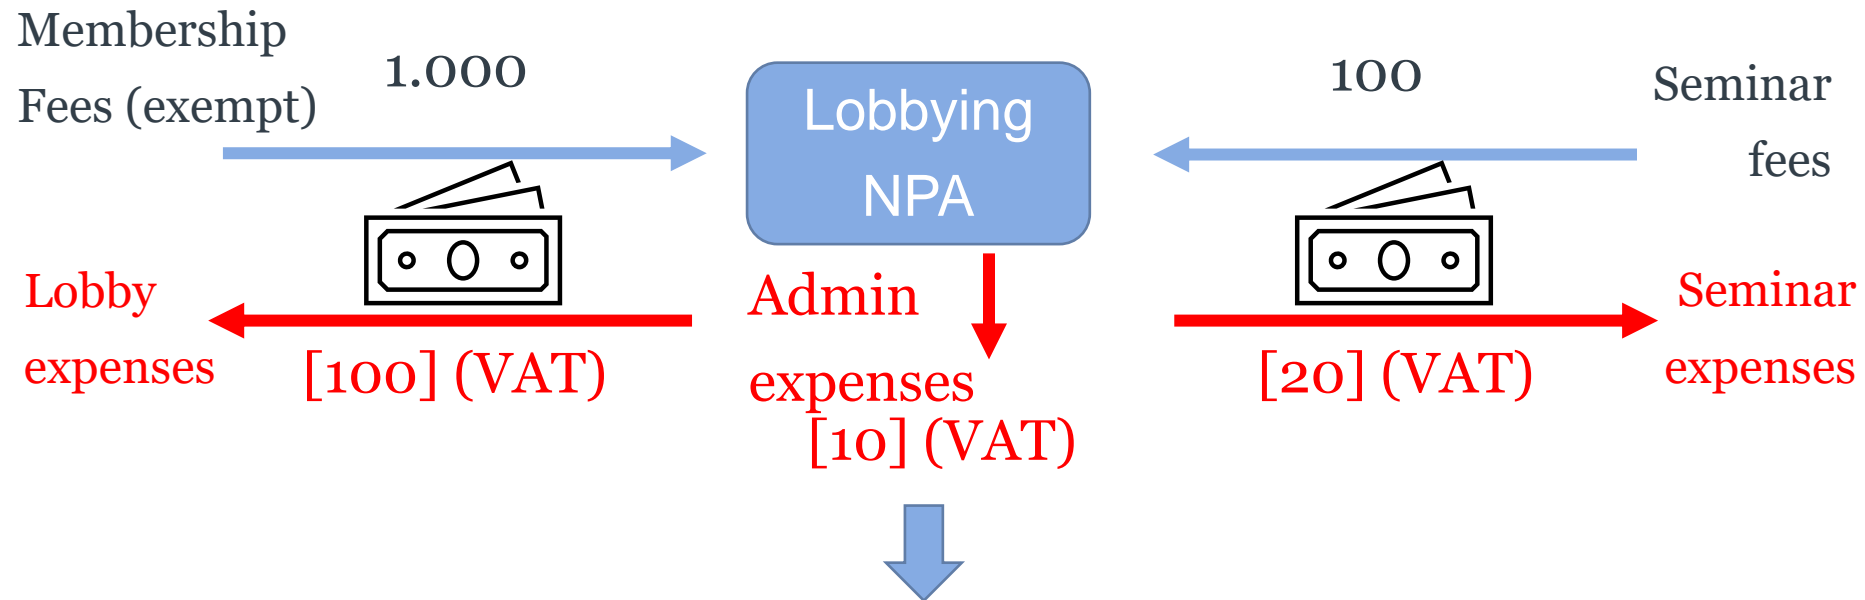 Membership
Fees (exempt)
1.000
Lobbying
NPA
100
Seminar
fees
Lobby
expenses
[100] (VAT)
Admin
expenses
[10] (VAT)
[20] (VAT)
Seminar
expenses